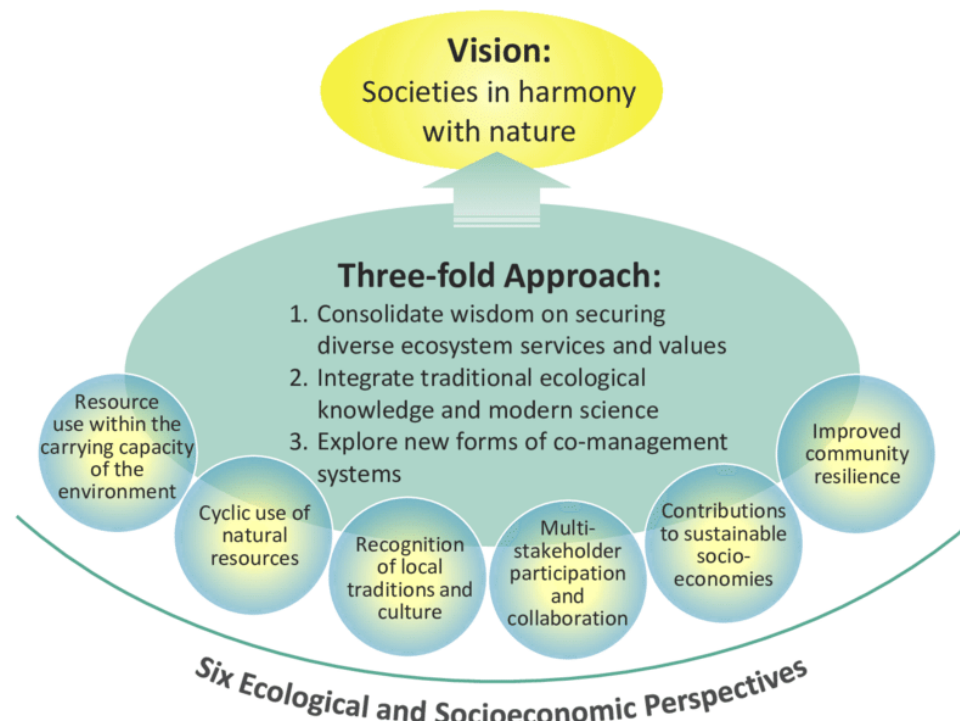 Vision:
Societies in harmony
with nature
Three-fold Approach:
1. Consolidate wisdom on securing
diverse ecosystem services and values
2. Integrate traditional ecological
knowledge and modern science
3. Explore new forms of co-management
systems
Resource
use within the
carrying capacity
of the
environment
Cyclic use of
natural
resources
Recognition
of local
traditions and
culture
Multi-
stakeholder
participation
and
collaboration
Contributions
to sustainable
socio-
economies
Improved
community
resilience
Six Ecological and Socioeconomic Perspectives